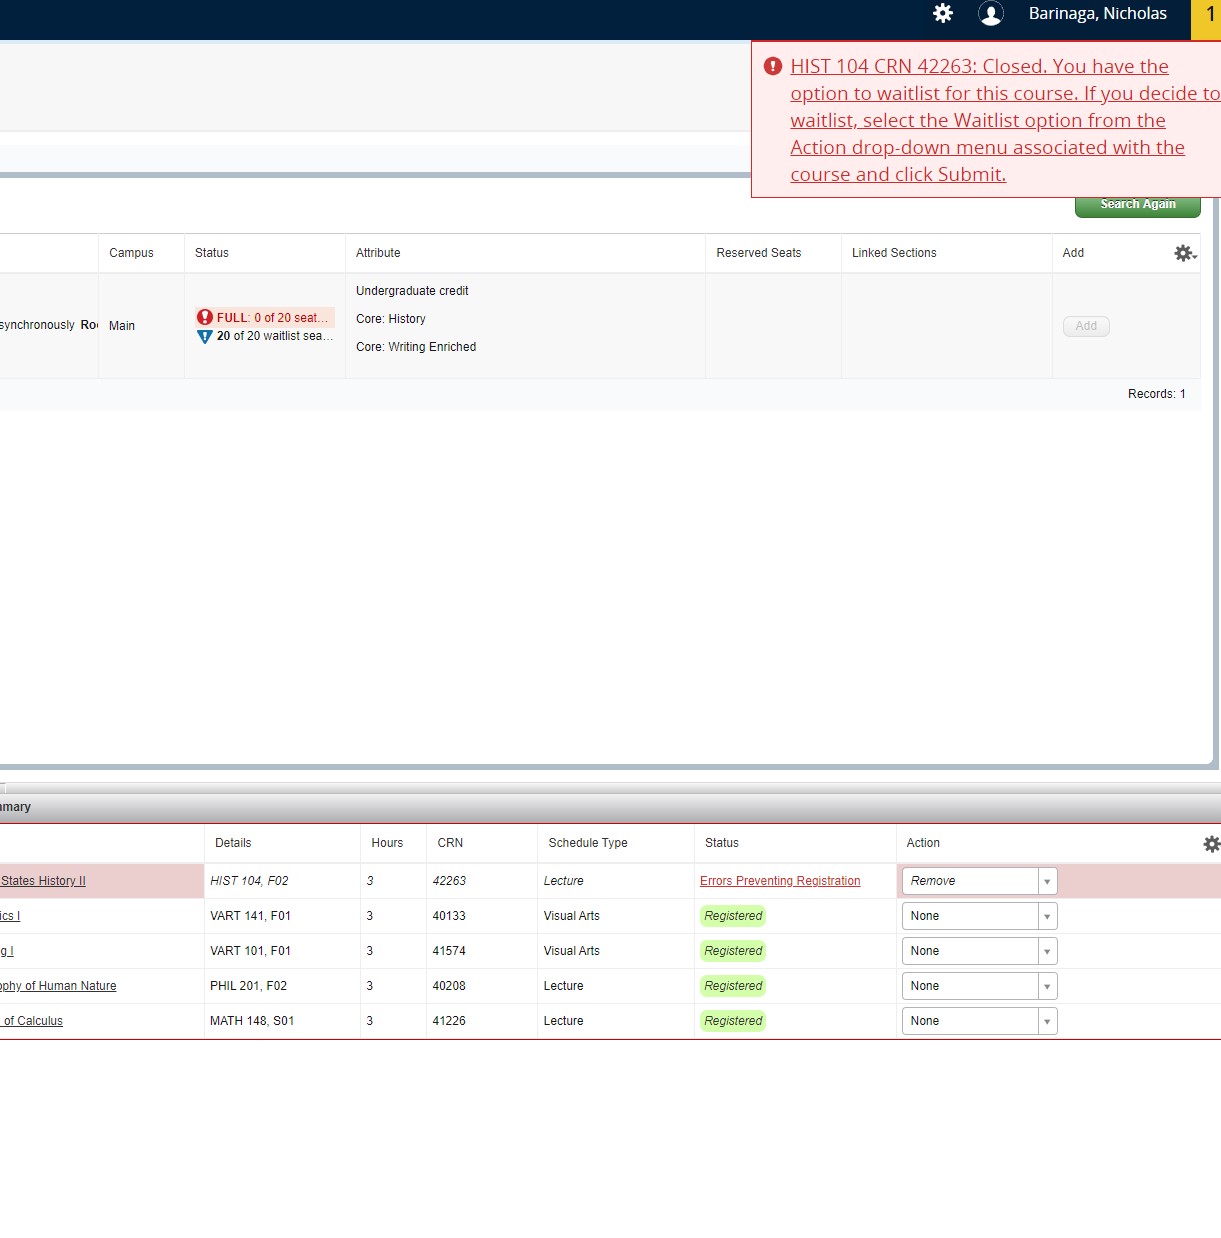 Barinaga, Nicholas
1
HIST 104 CRN 42263: Closed. You have the
option to waitlist for this course. If you decide to
waitlist, select the Waitlist option from the
Action drop-down menu associated with the
course and click Submit.
Search Again
Campus Status Attribute Reserved Seats Linked Sections Add
synchronously Roo Main FULL: 0 of 20 seat...
20 of 20 waitlist sea...
Undergraduate credit
Core: History
Core: Writing Enriched
Add
Records: 1
mmary
Details Hours CRN Schedule Type Status Action
States History II HIST 104, F02 3 42263 Lecture Errors Preventing Registration Remove
ics I VART 141, F01 3 40133 Visual Arts Registered None
g I VART 101, F01 3 41574 Visual Arts Registered None
ophy of Human Nature PHIL 201, F02 3 40208 Lecture Registered None
of Calculus MATH 148, S01 3 41226 Lecture Registered None